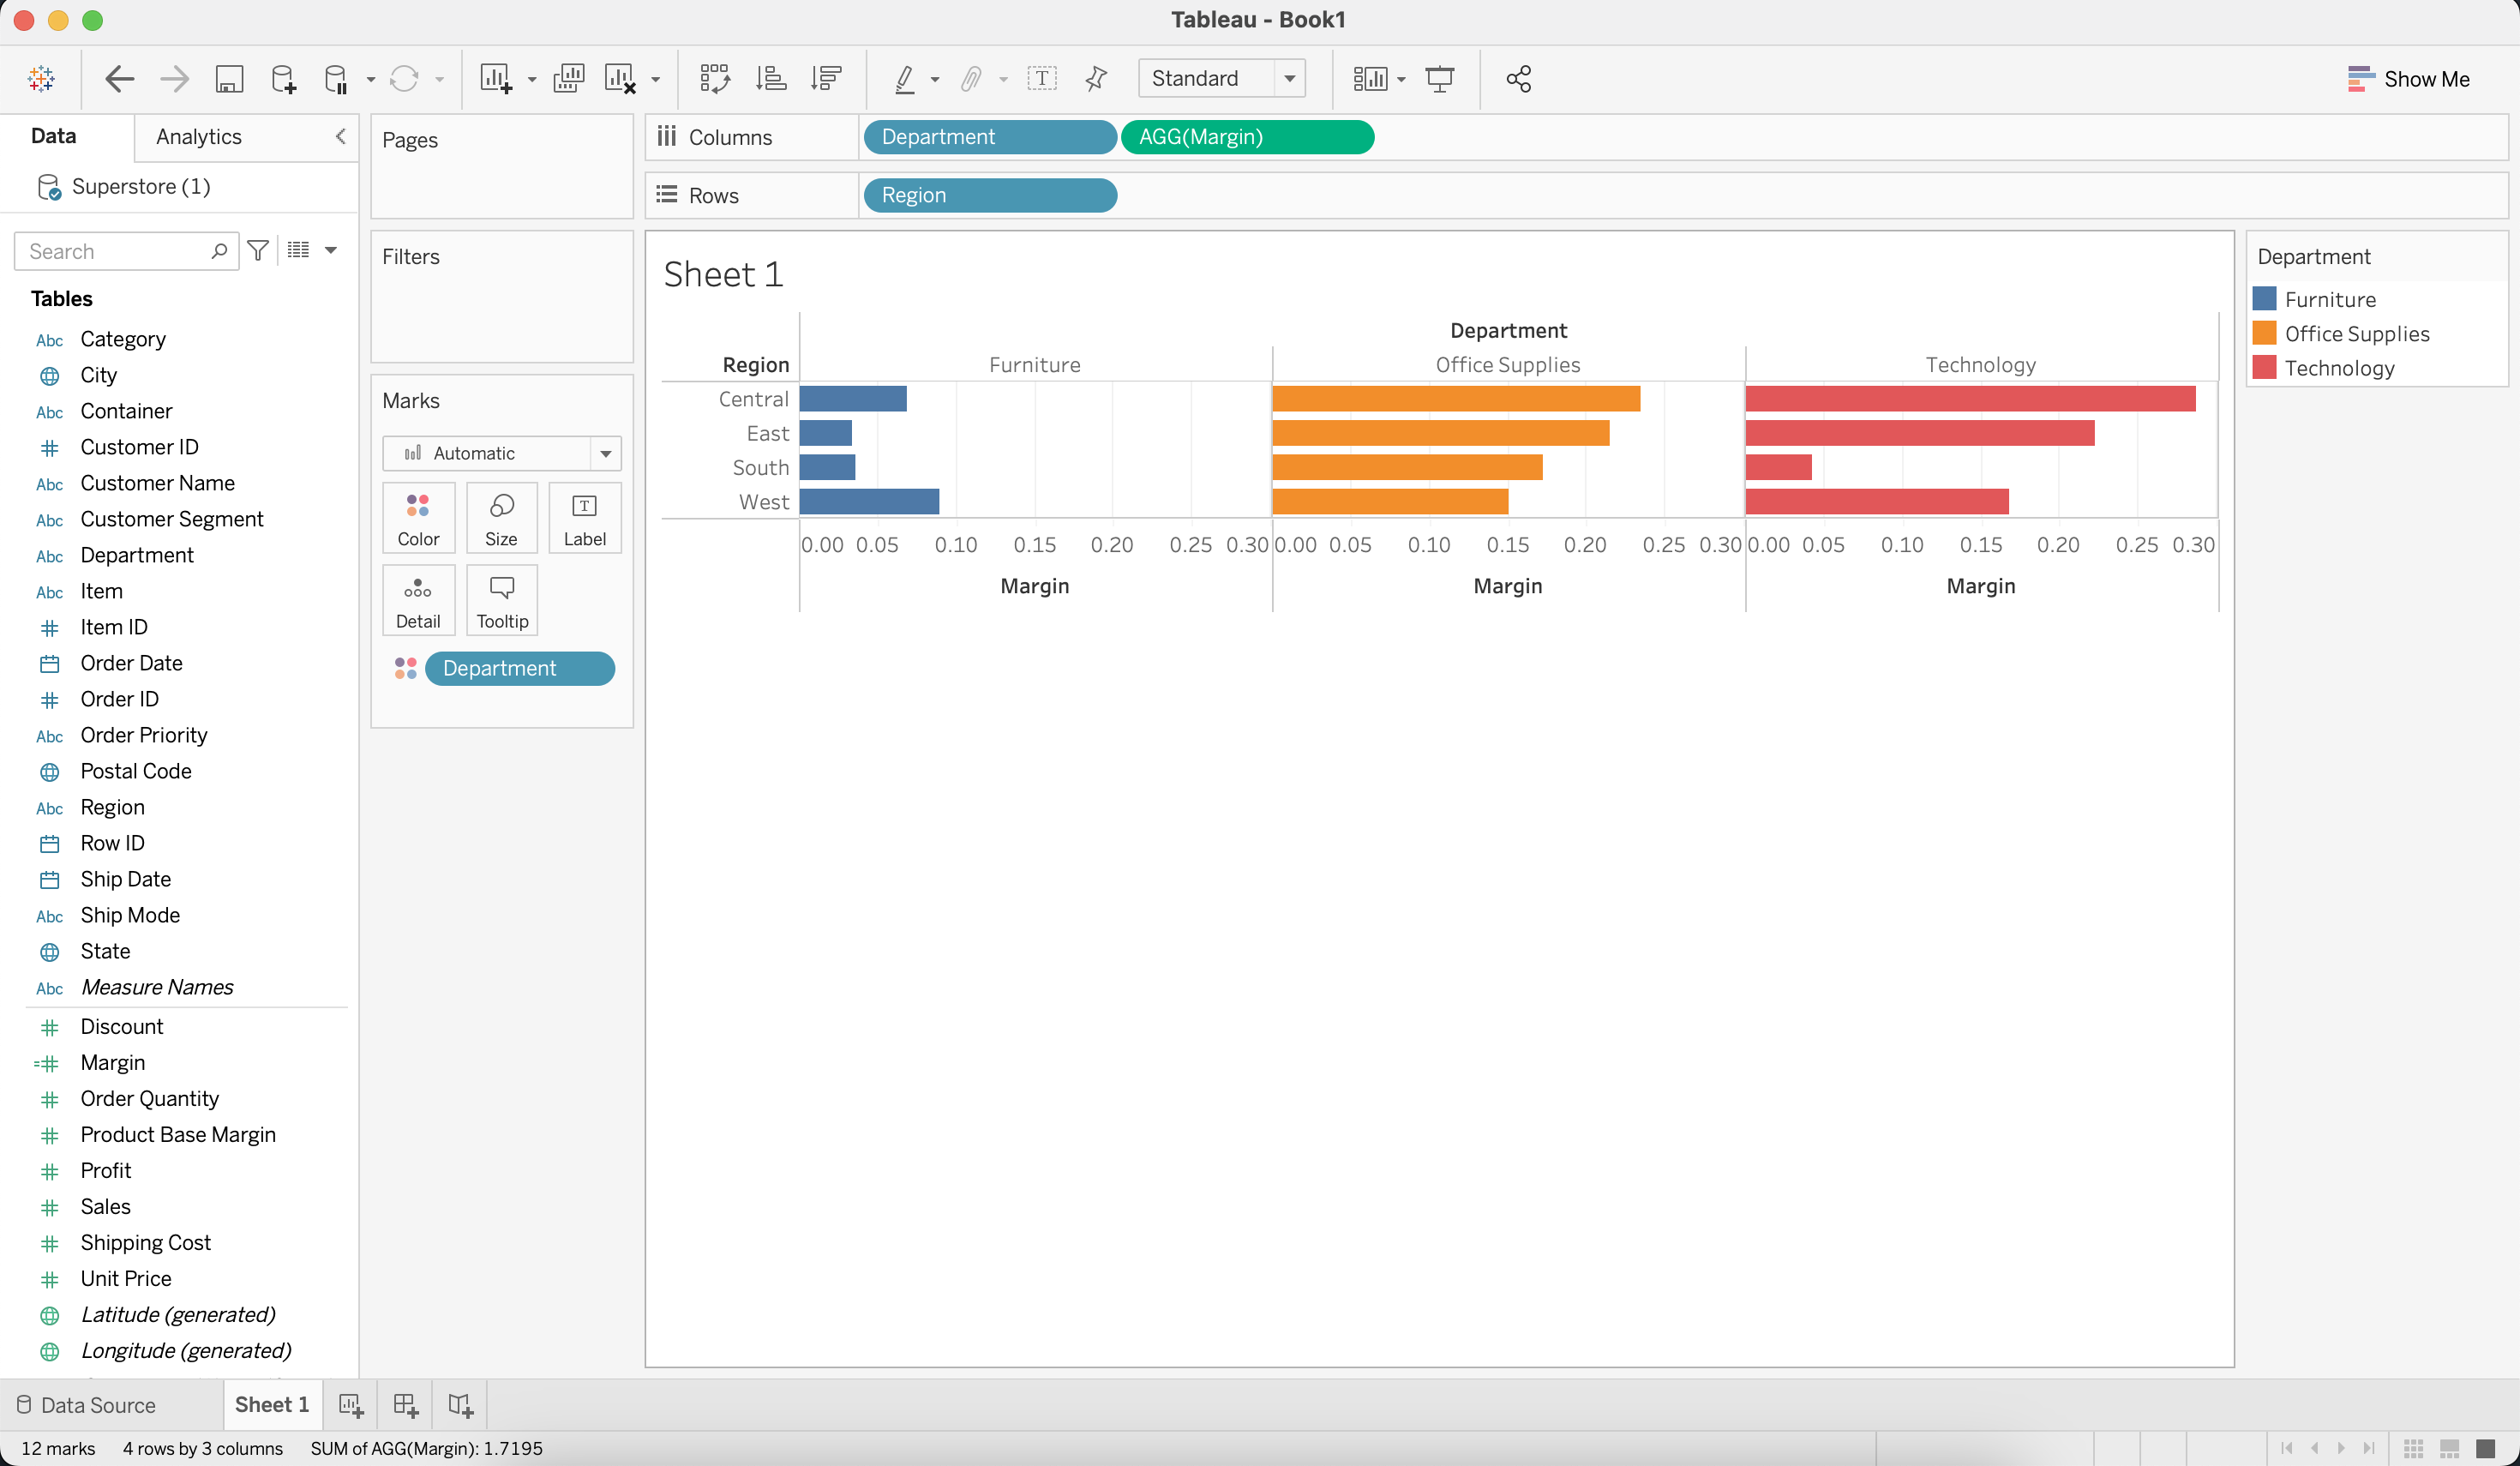 Tableau - Book1
Standard
Show Me
Data
Analytics
Superstore (1)
Search
Tables
Abc Category
City
Abc Container
Customer ID
Abc Customer Name
Abc Customer Segment
Abc Department
Abc Item
Item ID
Order Date
Order ID
Abc Order Priority
Postal Code
Abc Region
Row ID
Ship Date
Abc Ship Mode
State
Abc Measure Names
Discount
=# Margin
Order Quantity
Product Base Margin
Profit
Sales
Shipping Cost
Unit Price
Latitude (generated)
Longitude (generated)
Pages
Filters
Marks
Automatic
Color Size Label
Detail Tooltip
Department
Columns Department AGG(Margin)
Rows Region
Sheet 1
Department
Region Furniture Office Supplies Technology
Central
East
South
West
0.00 0.05 0.10 0.15 0.20 0.25 0.30 0.00 0.05 0.10 0.15 0.20 0.25 0.30 0.00 0.05 0.10 0.15 0.20 0.25 0.30
Margin Margin Margin
Department
Furniture
Office Supplies
Technology
Data Source Sheet 1
12 marks 4 rows by 3 columns SUM of AGG(Margin): 1.7195